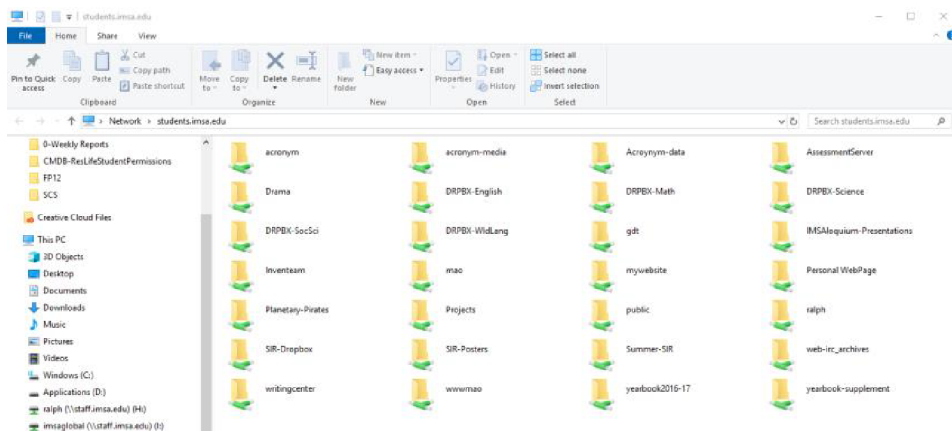 students.imsa.edu
File Home Share View
Pin to Quick access
Copy
Paste
Cut
Copy path
Paste shortcut
Clipboard
Move to
Copy to
Delete
Rename
Organize
New folder
New item
Easy access
New
Properties
Open
Edit
History
Open
Select all
Select none
Invert selection
Select
Network > students.imsa.edu
Search students.imsa.edu
0-Weekly Reports
CMDB-ResLifeStudentPermissions
FP12
SCS
Creative Cloud Files
This PC
3D Objects
Desktop
Documents
Downloads
Music
Pictures
Videos
Windows (C:)
Applications (D:)
ralph (\\staff.imsa.edu) (H:)
imsaglobal (\\staff.imsa.edu) (I:)
acronym acronym-media Acroynym-data AssessmentServer
Drama DRPBX-English DRPBX-Math DRPBX-Science
DRPBX-SocSci DRPBX-WldLang gdt IMSAloquium-Presentations
Inventeam mao mywebsite Personal WebPage
Planetary-Pirates Projects public ralph
SIR-Dropbox SIR-Posters Summer-SIR web-irc_archives
writingcenter wwwmao yearbook2016-17 yearbook-supplement